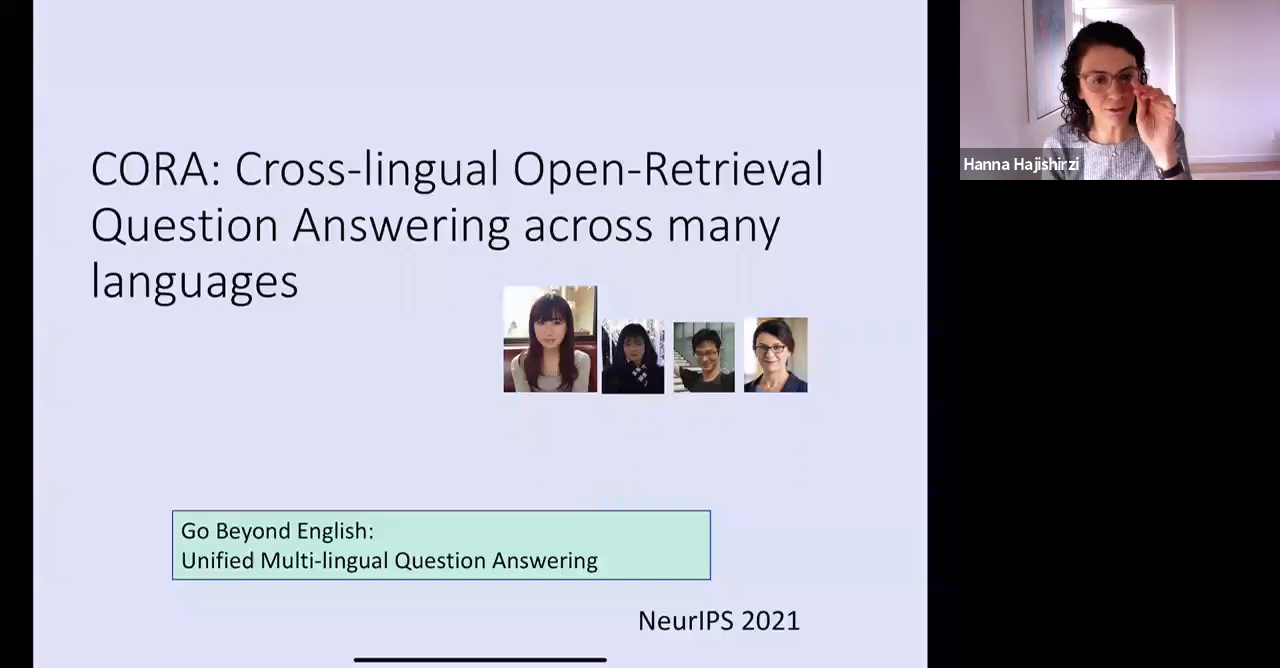 CORA: Cross-lingual Open-Retrieval
Question Answering across many
languages
Go Beyond English:
Unified Multi-lingual Question Answering
NeurIPS 2021
Hanna Hajishirzi